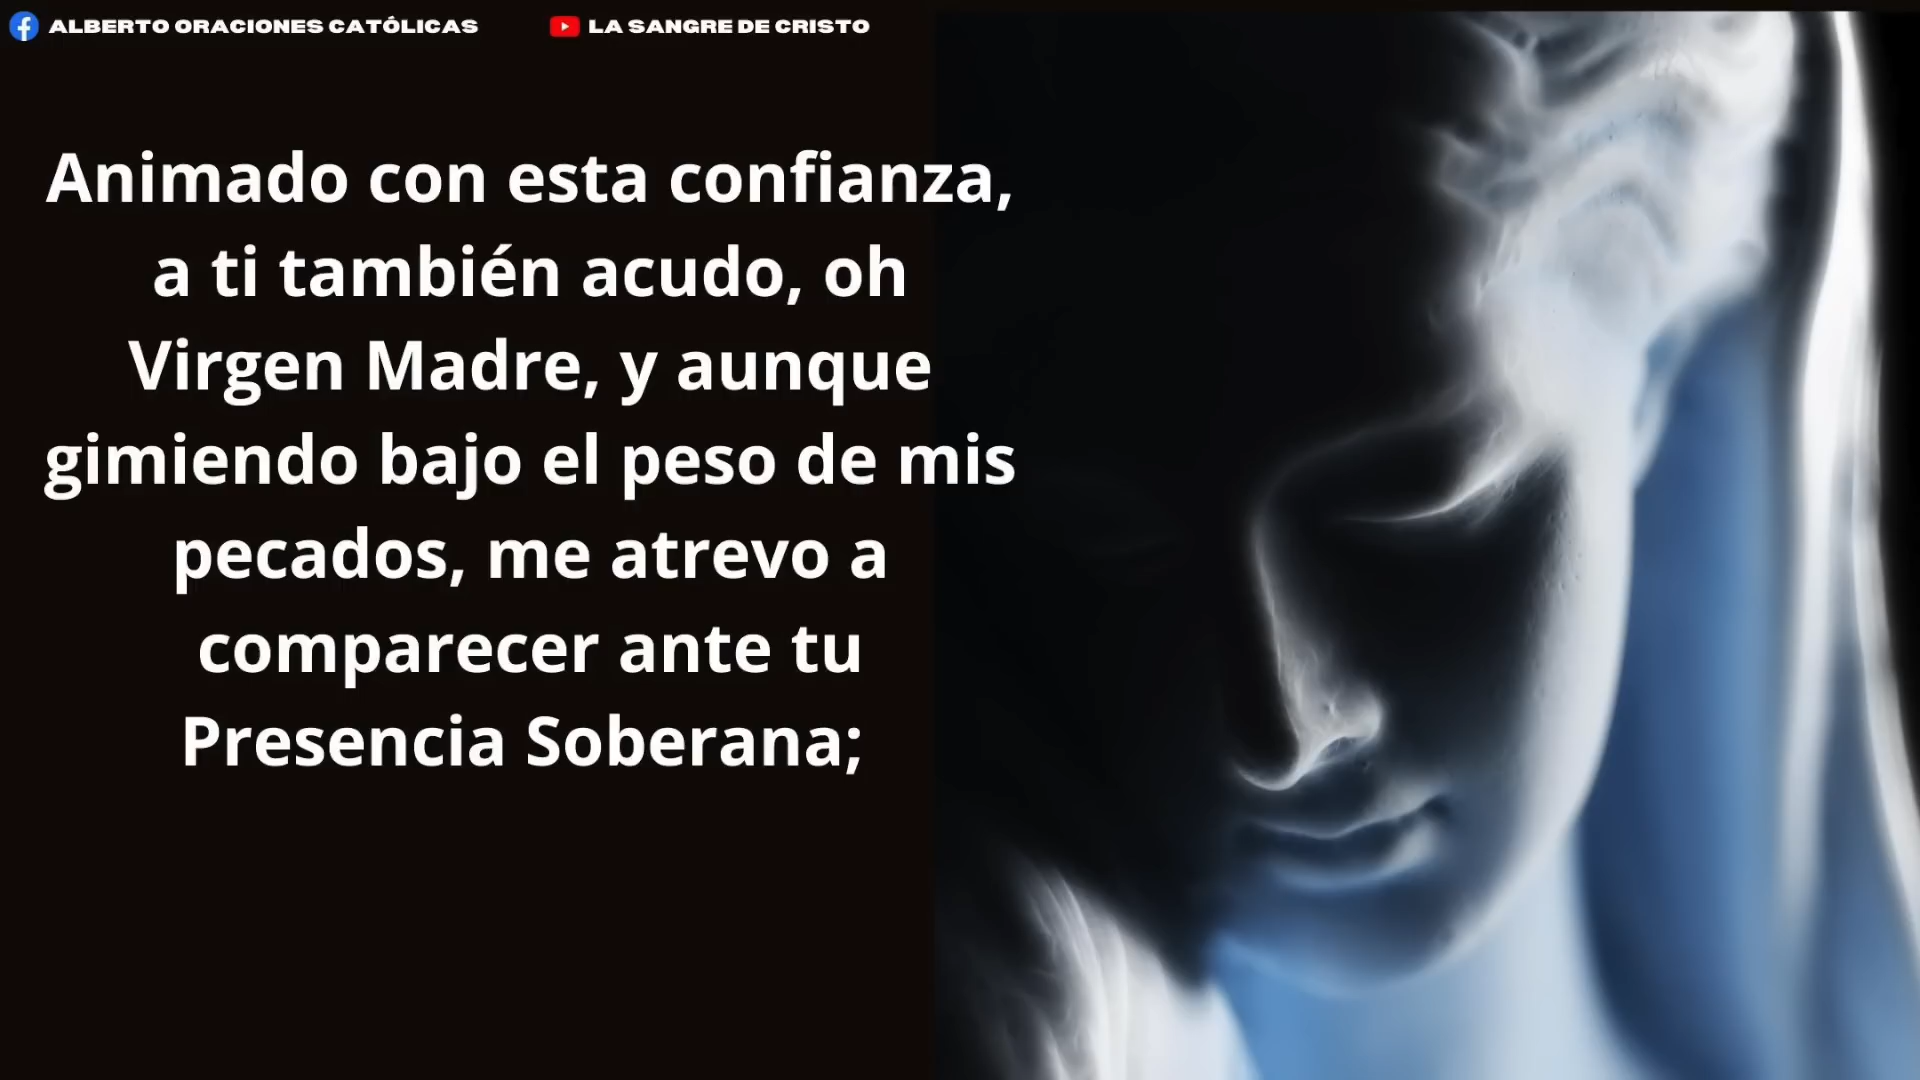 ALBERTO ORACIONES CATÓLICAS
LA SANGRE DE CRISTO
Animado con esta confianza,
a ti también acudo, oh
Virgen Madre, y aunque
gimiendo bajo el peso de mis
pecados, me atrevo a
comparecer ante tu
Presencia Soberana;